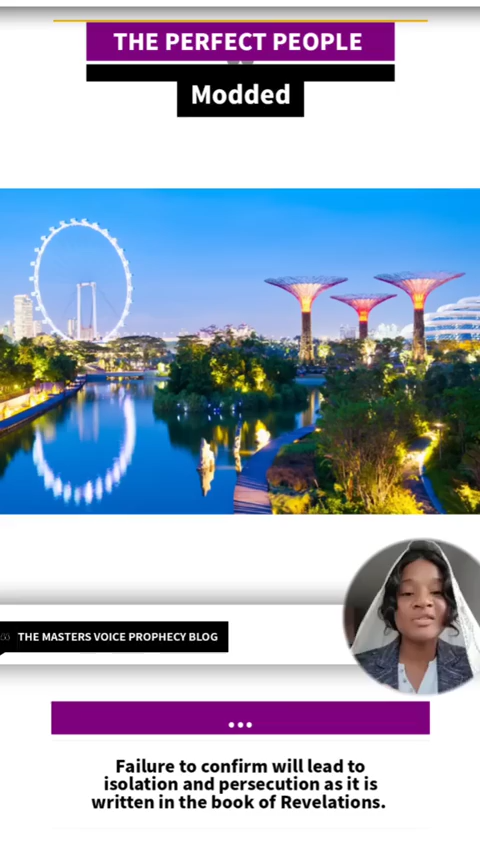 THE PERFECT PEOPLE
Modded
THE MASTERS VOICE PROPHECY BLOG
...
Failure to confirm will lead to
isolation and persecution as it is
written in the book of Revelations.